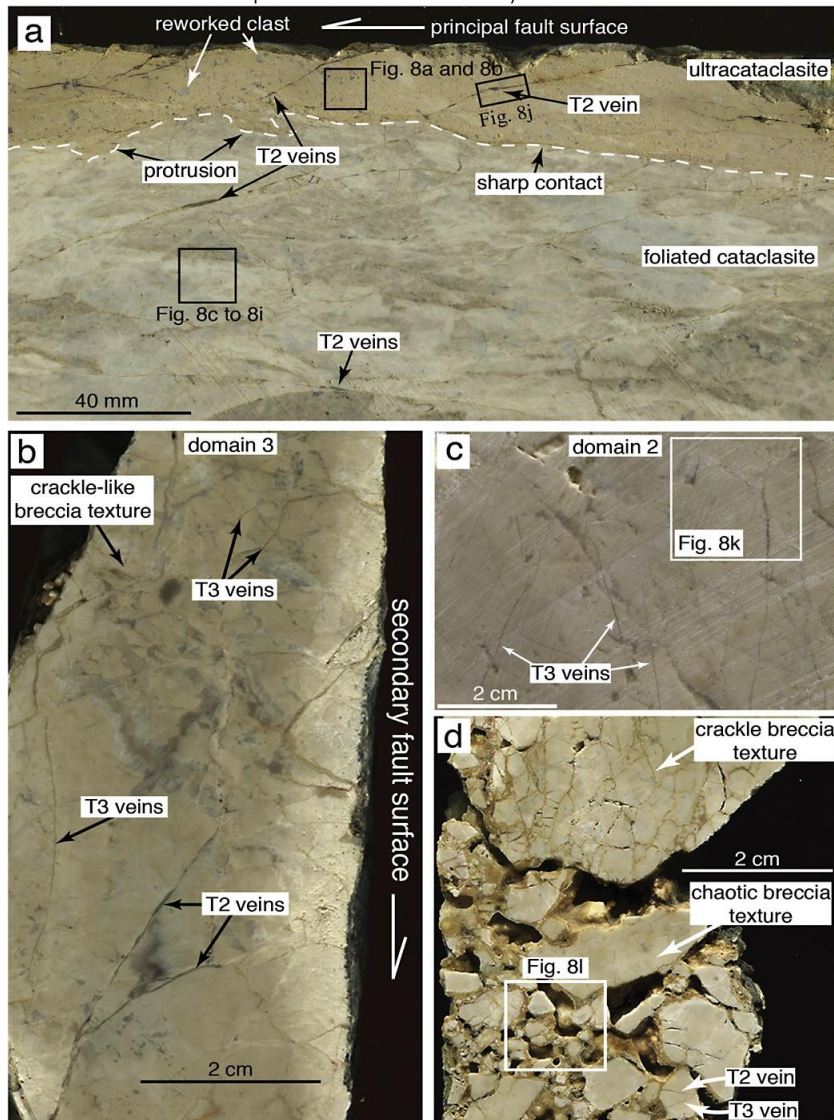 a
reworked clast
principal fault surface
Fig. 8a and 8b
ultracataclasite
T2 vein
Fig. 8j
T2 veins
protrusion
sharp contact
foliated cataclasite
Fig. 8c to 8i
T2 veins
40 mm
b
domain 3
crackle-like
breccia texture
T3 veins
secondary fault surface
T3 veins
T2 veins
2 cm
c
domain 2
Fig. 8k
T3 veins
2 cm
d
crackle breccia
texture
2 cm
chaotic breccia
texture
Fig. 8l
T2 vein
T3 vein